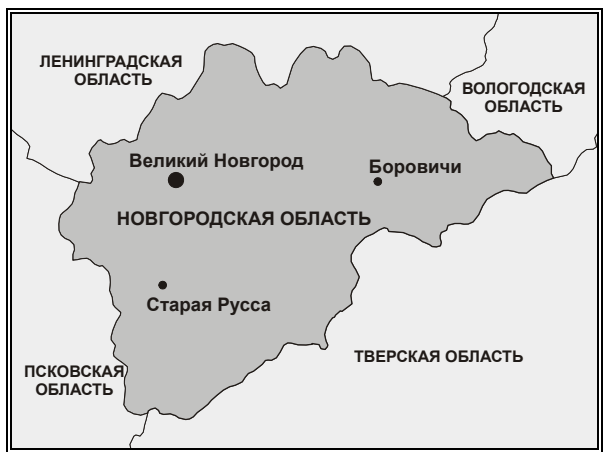 ЛЕНИНГРАДСКАЯ
ОБЛАСТЬ
ВОЛОГОДСКАЯ
ОБЛАСТЬ
Великий Новгород
Боровичи
НОВГОРОДСКАЯ ОБЛАСТЬ
Старая Русса
ТВЕРСКАЯ ОБЛАСТЬ
ПСКОВСКАЯ
ОБЛАСТЬ